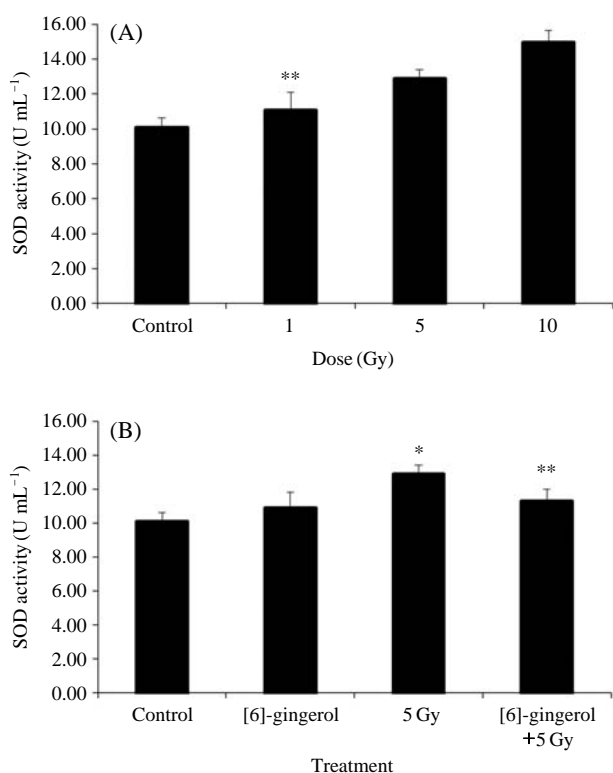 (A)
SOD activity (U mL⁻¹)
16.00
14.00
12.00
10.00
8.00
6.00
4.00
2.00
0.00
**
Control 1 5 10
Dose (Gy)
(B)
SOD activity (U mL⁻¹)
16.00
14.00
12.00
10.00
8.00
6.00
4.00
2.00
0.00
*
**
Control [6]-gingerol 5 Gy [6]-gingerol
+5 Gy
Treatment